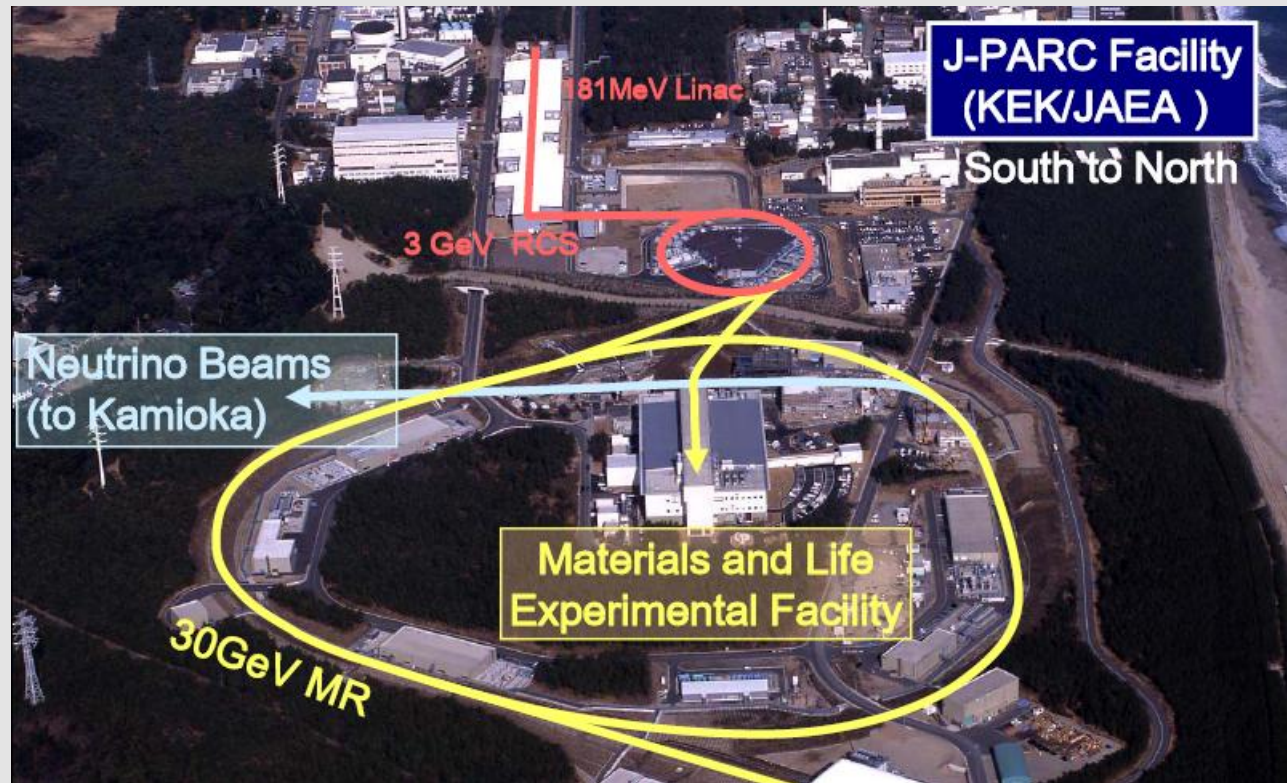 J-PARC Facility
(KEK/JAEA )
South to North
181MeV Linac
3 GeV RCS
Neutrino Beams
(to Kamioka)
Materials and Life
Experimental Facility
30GeV MR